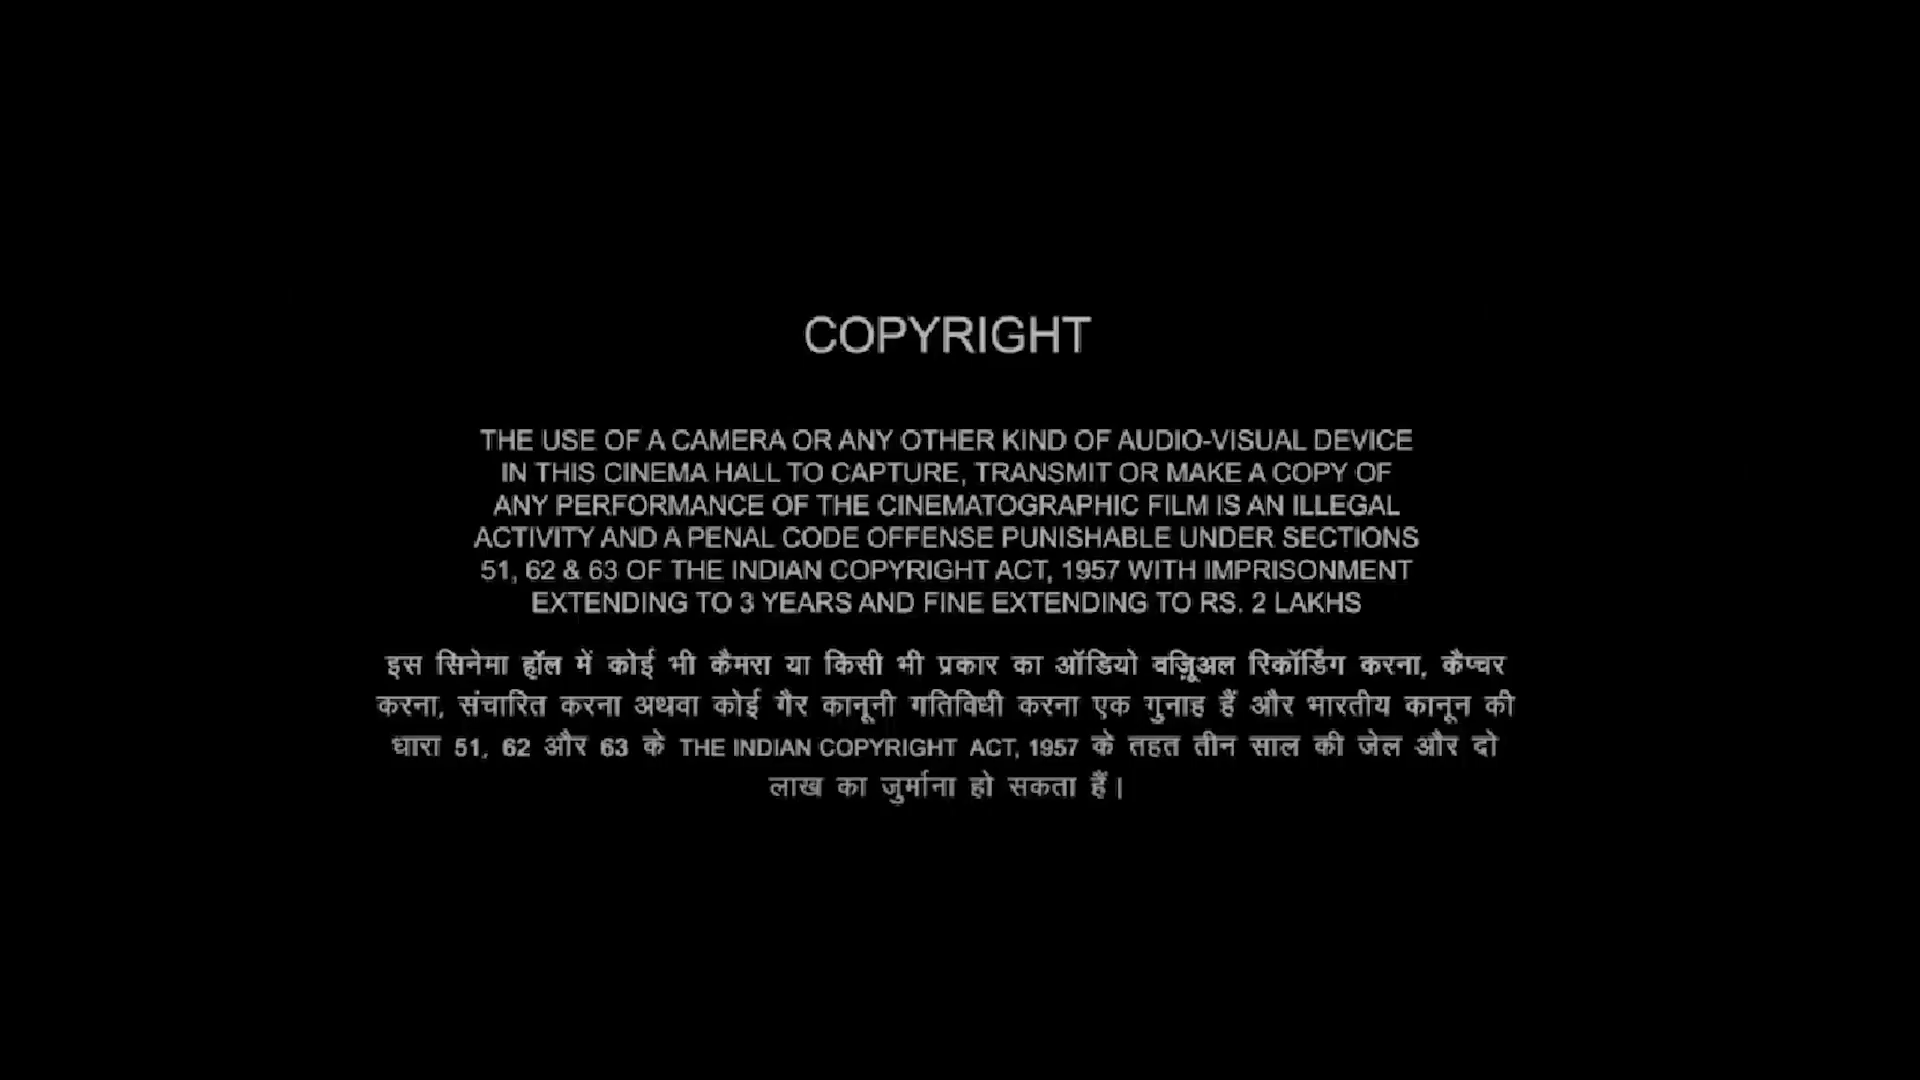 COPYRIGHT
THE USE OF A CAMERA OR ANY OTHER KIND OF AUDIO-VISUAL DEVICE
IN THIS CINEMA HALL TO CAPTURE, TRANSMIT OR MAKE A COPY OF
ANY PERFORMANCE OF THE CINEMATOGRAPHIC FILM IS AN ILLEGAL
ACTIVITY AND A PENAL CODE OFFENSE PUNISHABLE UNDER SECTIONS
51, 62 & 63 OF THE INDIAN COPYRIGHT ACT, 1957 WITH IMPRISONMENT
EXTENDING TO 3 YEARS AND FINE EXTENDING TO RS. 2 LAKHS
इस सिनेमा हॉल में कोई भी कैमरा या किसी भी प्रकार का ऑडियो वज़ुिअल रिकॉर्डिंग करना, कैप्चर
करना, संचारित करना अथवा कोई गैर कानूनी गतिविधी करना एक गुनाह हैं और भारतीय कानून की
धारा 51, 62 और 63 के THE INDIAN COPYRIGHT ACT, 1957 के तहत तीन साल की जेल और दो
लाख का जुर्माना हो सकता हैं।